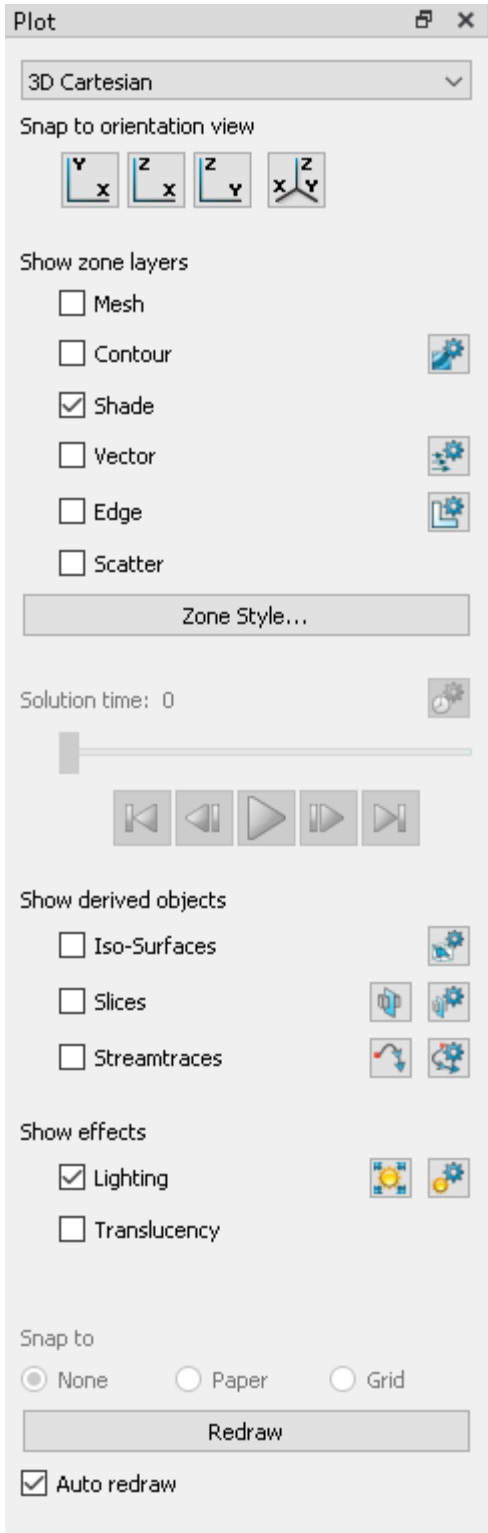 Plot
3D Cartesian
Snap to orientation view
Y X Z X Z Y Z X Y
Show zone layers
Mesh
Contour
Shade
Vector
Edge
Scatter
Zone Style...
Solution time: 0
Show derived objects
Iso-Surfaces
Slices
Streamtraces
Show effects
Lighting
Translucency
Snap to
None Paper Grid
Redraw
Auto redraw